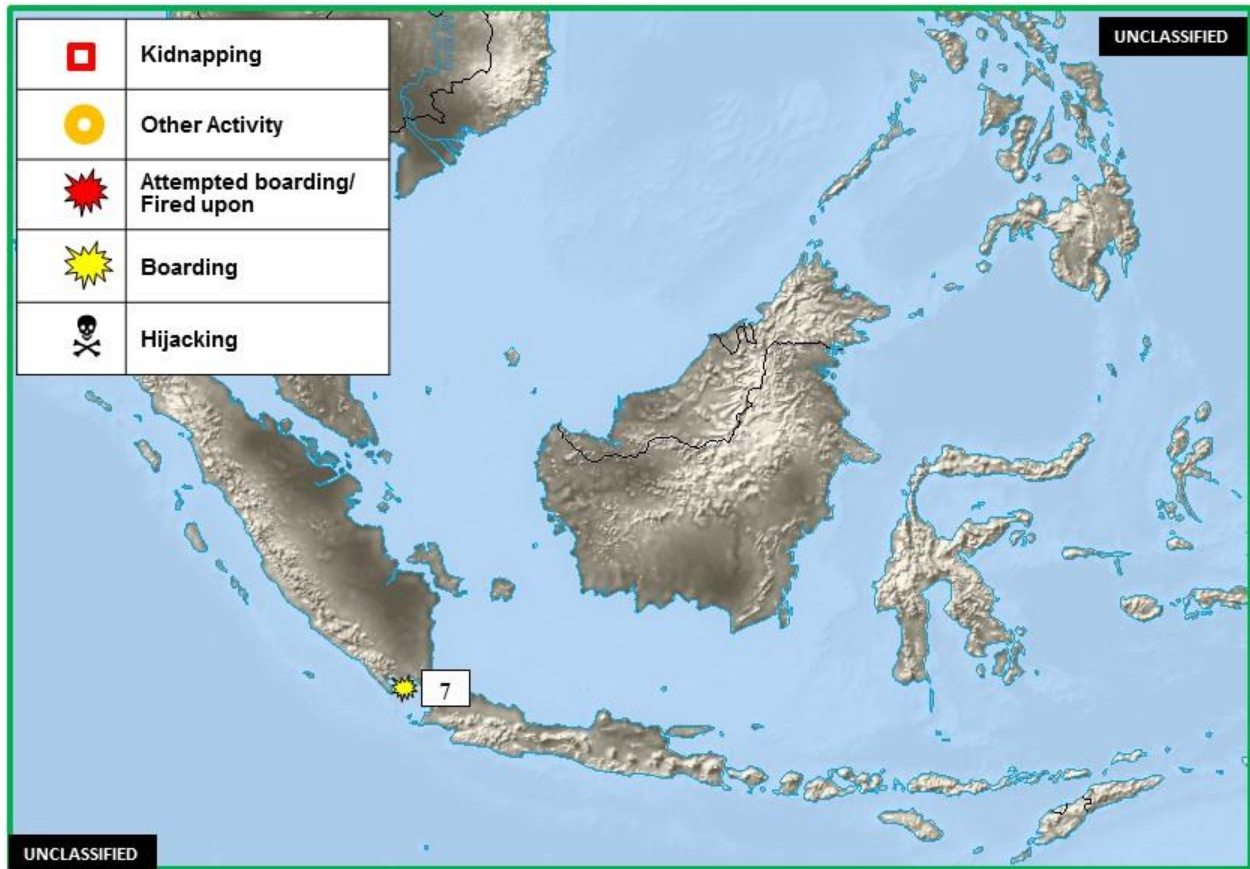 UNCLASSIFIED
Kidnapping
Other Activity
Attempted boarding/
Fired upon
Boarding
Hijacking
7
UNCLASSIFIED